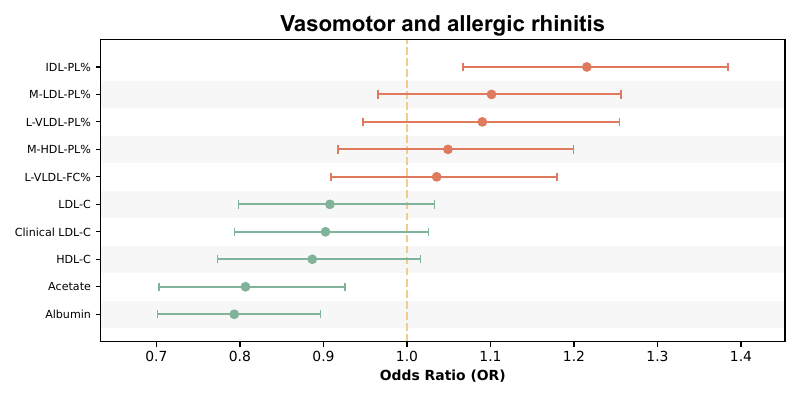 Vasomotor and allergic rhinitis
IDL-PL%
M-LDL-PL%
L-VLDL-PL%
M-HDL-PL%
L-VLDL-FC%
LDL-C
Clinical LDL-C
HDL-C
Acetate
Albumin
0.7 0.8 0.9 1.0 1.1 1.2 1.3 1.4
Odds Ratio (OR)